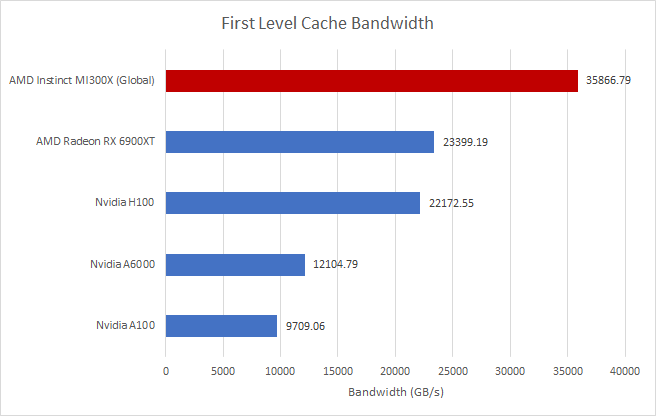 First Level Cache Bandwidth
AMD Instinct MI300X (Global)
35866.79
AMD Radeon RX 6900XT
23399.19
Nvidia H100
22172.55
Nvidia A6000
12104.79
Nvidia A100
9709.06
0 5000 10000 15000 20000 25000 30000 35000 40000
Bandwidth (GB/s)